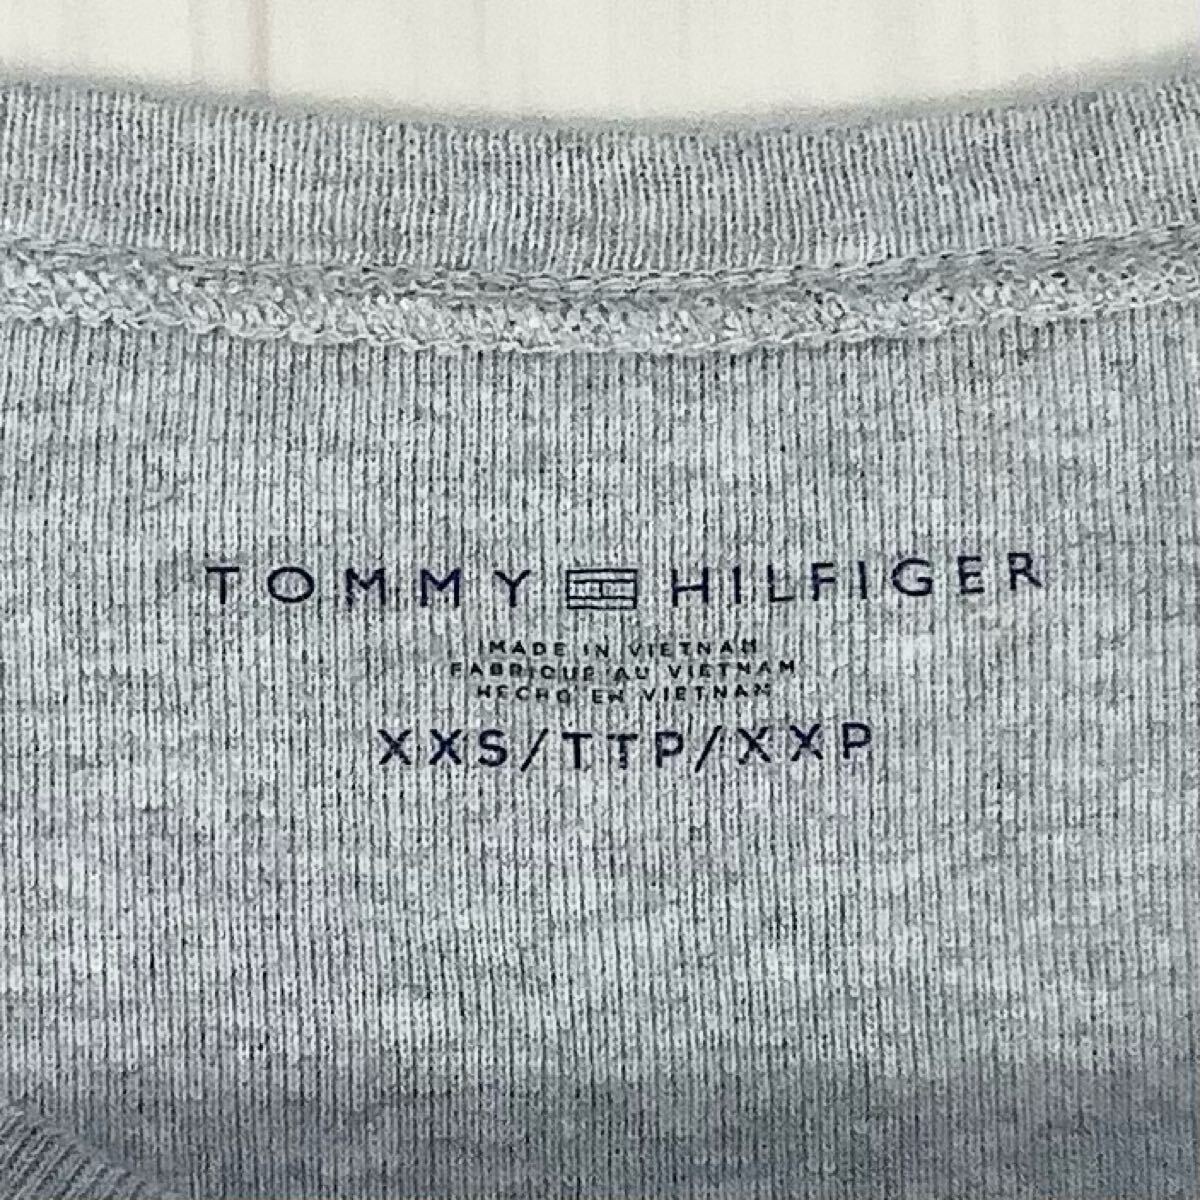 TOMMY HILFIGER
MADE IN VIETNAM
FABRIQUÉ AU VIETNAM
HECHO EN VIETNAM
XXS/TTP/XXP